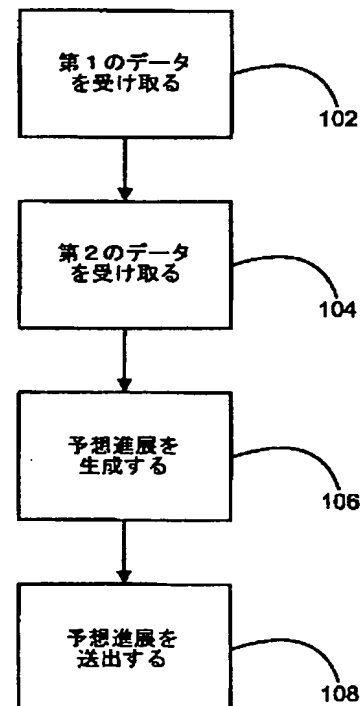 第1のデータ
を受け取る
102
第2のデータ
を受け取る
104
予想進展を
生成する
106
予想進展を
送出する
108